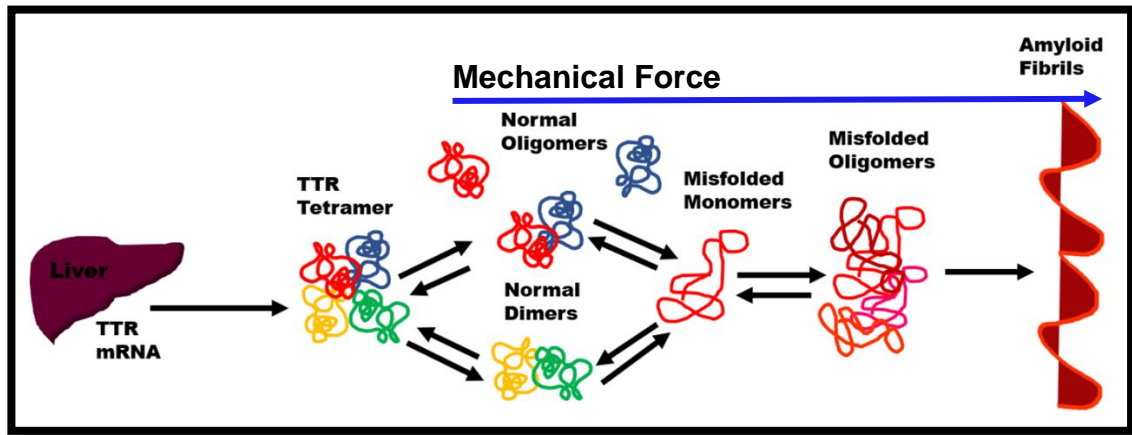 Liver
TTR
mRNA
TTR
Tetramer
Mechanical Force
Normal
Oligomers
Normal
Dimers
Misfolded
Monomers
Misfolded
Oligomers
Amyloid
Fibrils